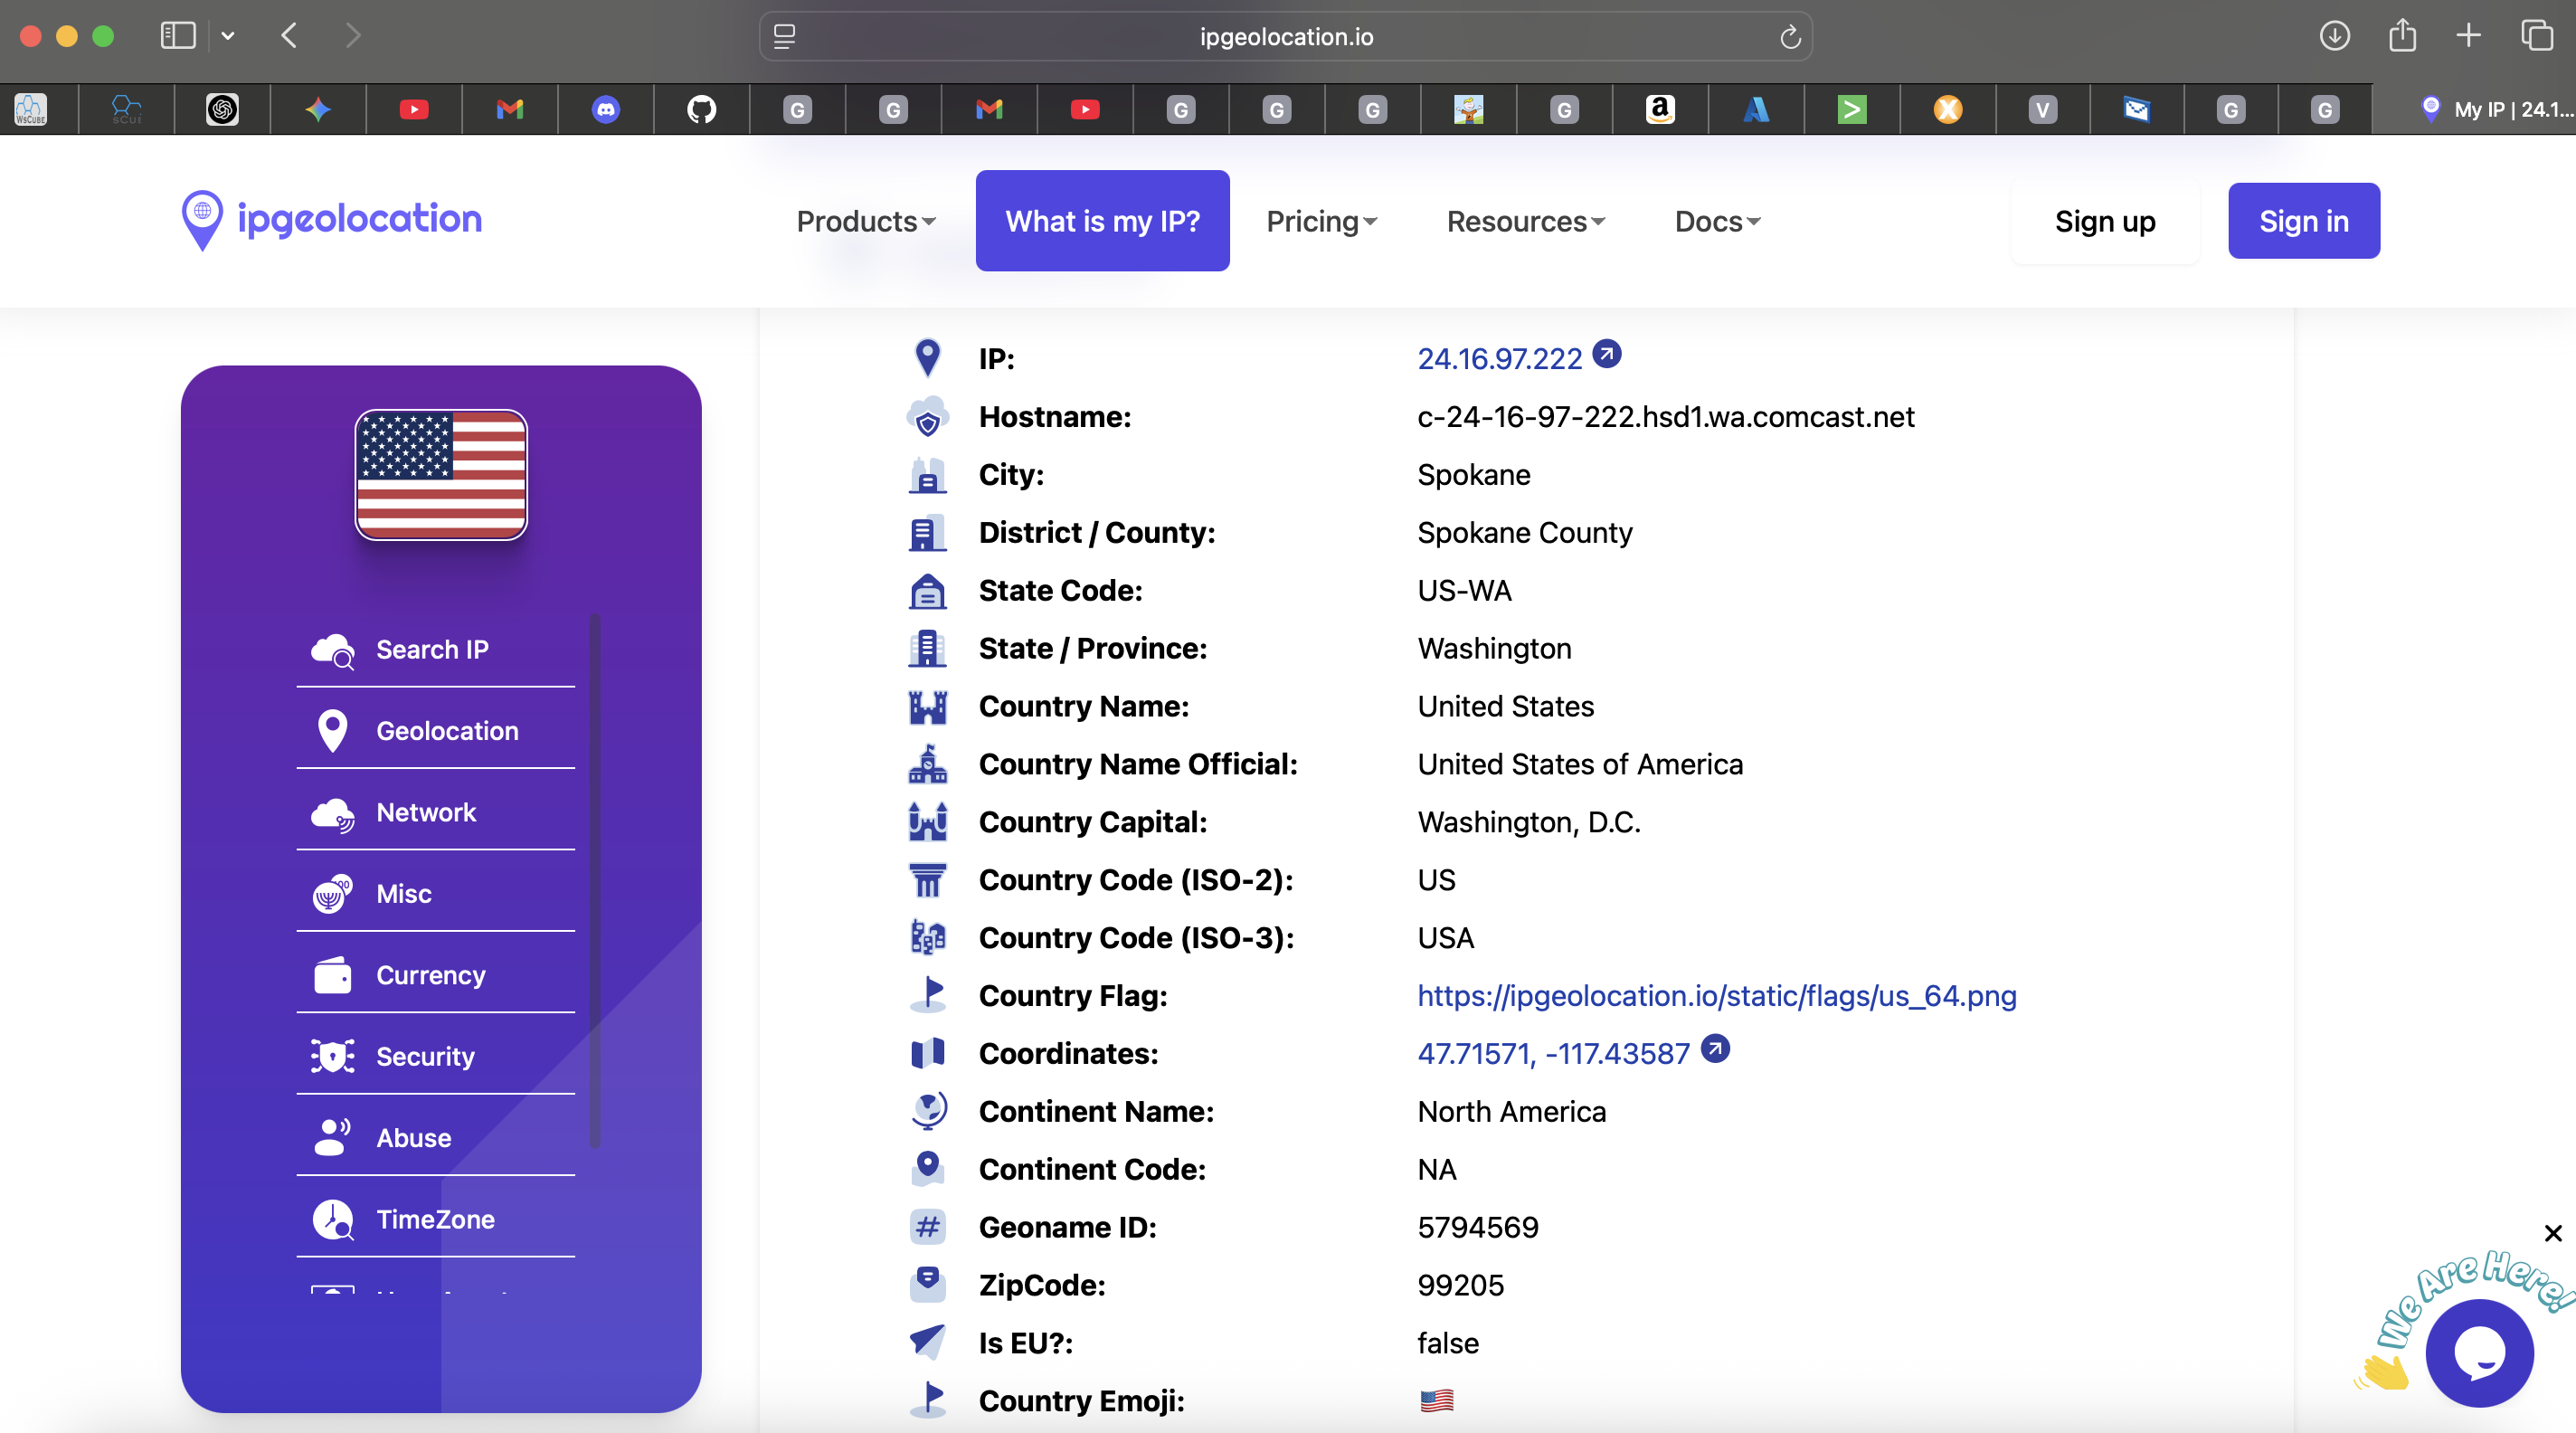 ipgeolocation.io
WsCUBE
SCUI
G
G
G
G
G
G
a
V
G
G
My IP | 24.1...
ipgeolocation
Products
What is my IP?
Pricing
Resources
Docs
Sign up
Sign in
Search IP
Geolocation
Network
Misc
Currency
Security
Abuse
TimeZone
IP: 24.16.97.222
Hostname: c-24-16-97-222.hsd1.wa.comcast.net
City: Spokane
District / County: Spokane County
State Code: US-WA
State / Province: Washington
Country Name: United States
Country Name Official: United States of America
Country Capital: Washington, D.C.
Country Code (ISO-2): US
Country Code (ISO-3): USA
Country Flag: https://ipgeolocation.io/static/flags/us_64.png
Coordinates: 47.71571, -117.43587
Continent Name: North America
Continent Code: NA
Geoname ID: 5794569
ZipCode: 99205
Is EU?: false
Country Emoji: 🇺🇸
We Are Here!